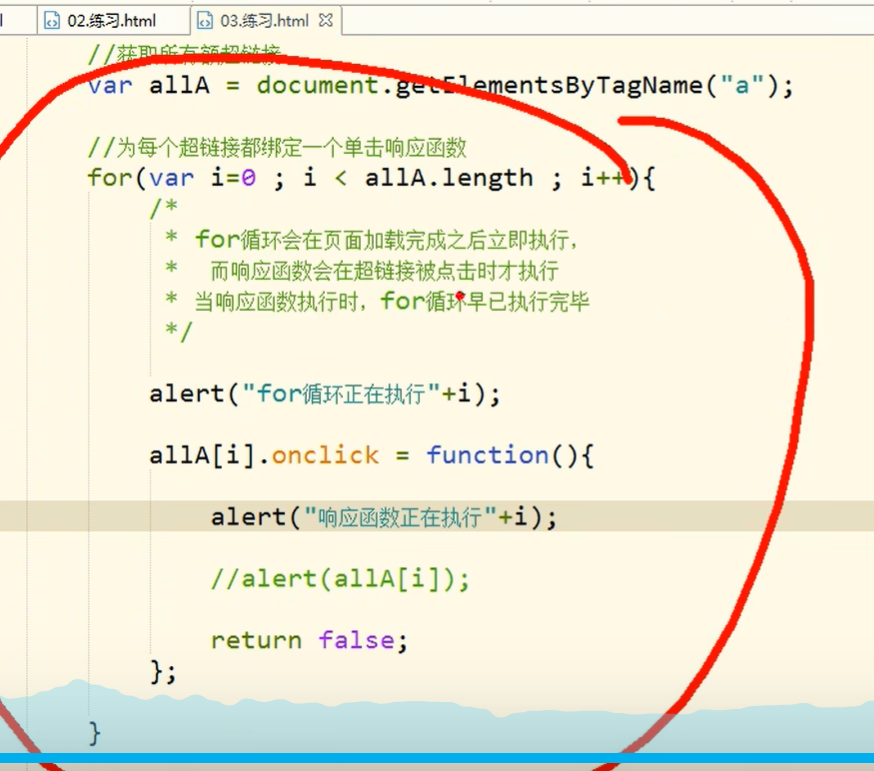 02.练习.html 03.练习.html
//获取所有额超链接
var allA = document.getElementsByTagName("a");
//为每个超链接都绑定一个单击响应函数
for(var i=0 ; i < allA.length ; i++){
/*
* for循环会在页面加载完成之后立即执行，
* 而响应函数会在超链接被点击时才执行
* 当响应函数执行时，for循环早已执行完毕
*/
alert("for循环正在执行"+i);
allA[i].onclick = function(){
alert("响应函数正在执行"+i);
//alert(allA[i]);
return false;
};
}